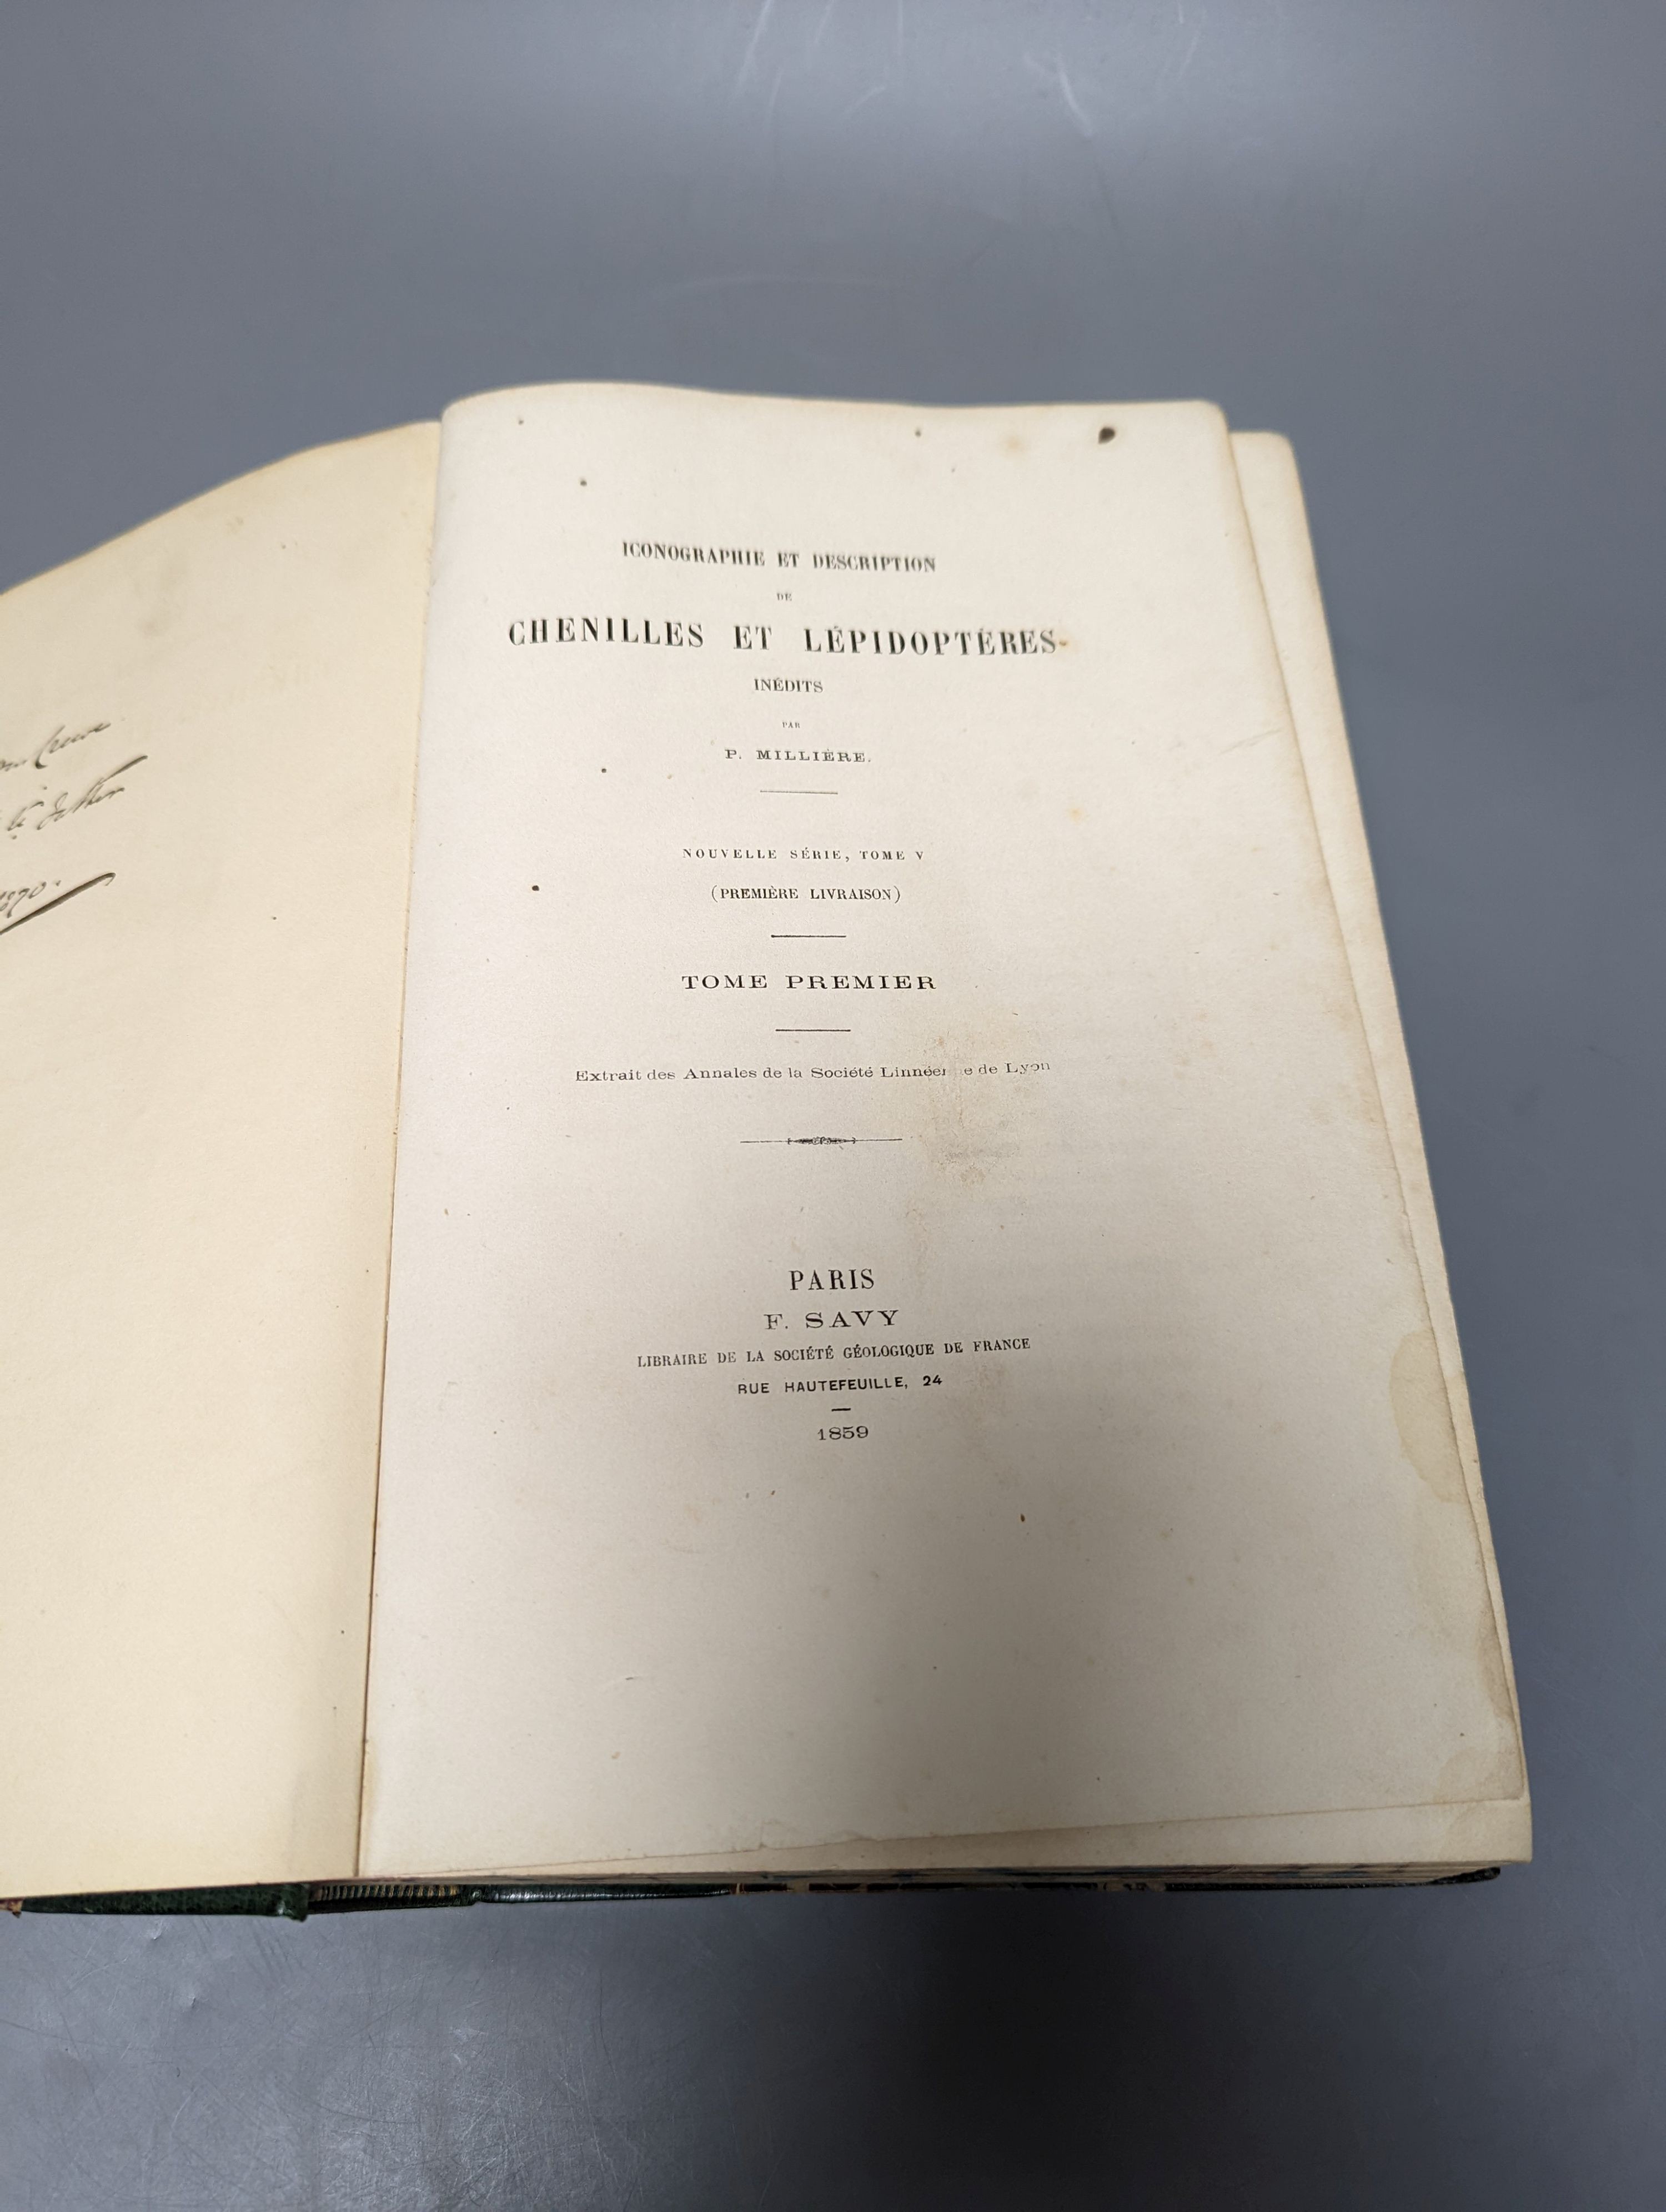 1870.
ICONOGRAPHIE ET DESCRIPTION
DE
CHENILLES ET LÉPIDOPTÈRES
INÉDITS
PAR
P. MILLIÈRE.
NOUVELLE SÉRIE, TOME V
(PREMIÈRE LIVRAISON)
TOME PREMIER
Extrait des Annales de la Société Linnéenne de Lyon
PARIS
F. SAVY
LIBRAIRE DE LA SOCIÉTÉ GÉOLOGIQUE DE FRANCE
RUE HAUTEFEUILLE, 24
1859